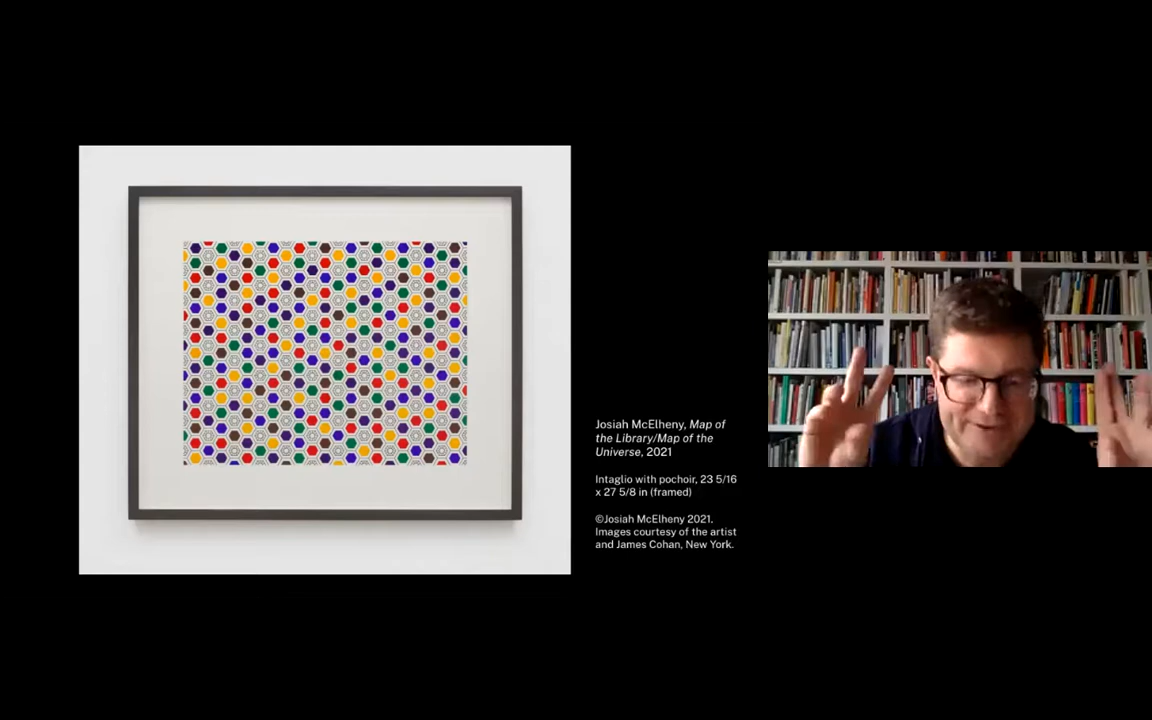 Josiah McElheny, Map of
the Library/Map of the
Universe, 2021
Intaglio with pochoir, 23 5/16
x 27 5/8 in (framed)
©Josiah McElheny 2021.
Images courtesy of the artist
and James Cohan, New York.